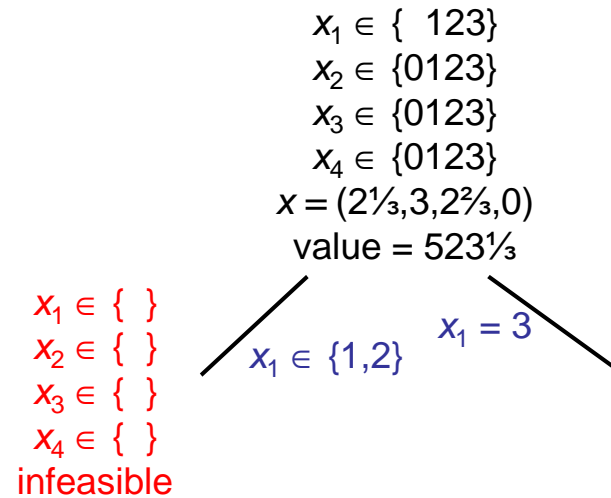 x₁ ∈ { 123}
x₂ ∈ {0123}
x₃ ∈ {0123}
x₄ ∈ {0123}
x = (2⅓,3,2⅔,0)
value = 523⅓
x₁ ∈ { }
x₂ ∈ { }
x₃ ∈ { }
x₄ ∈ { }
infeasible
x₁ ∈ {1,2}
x₁ = 3